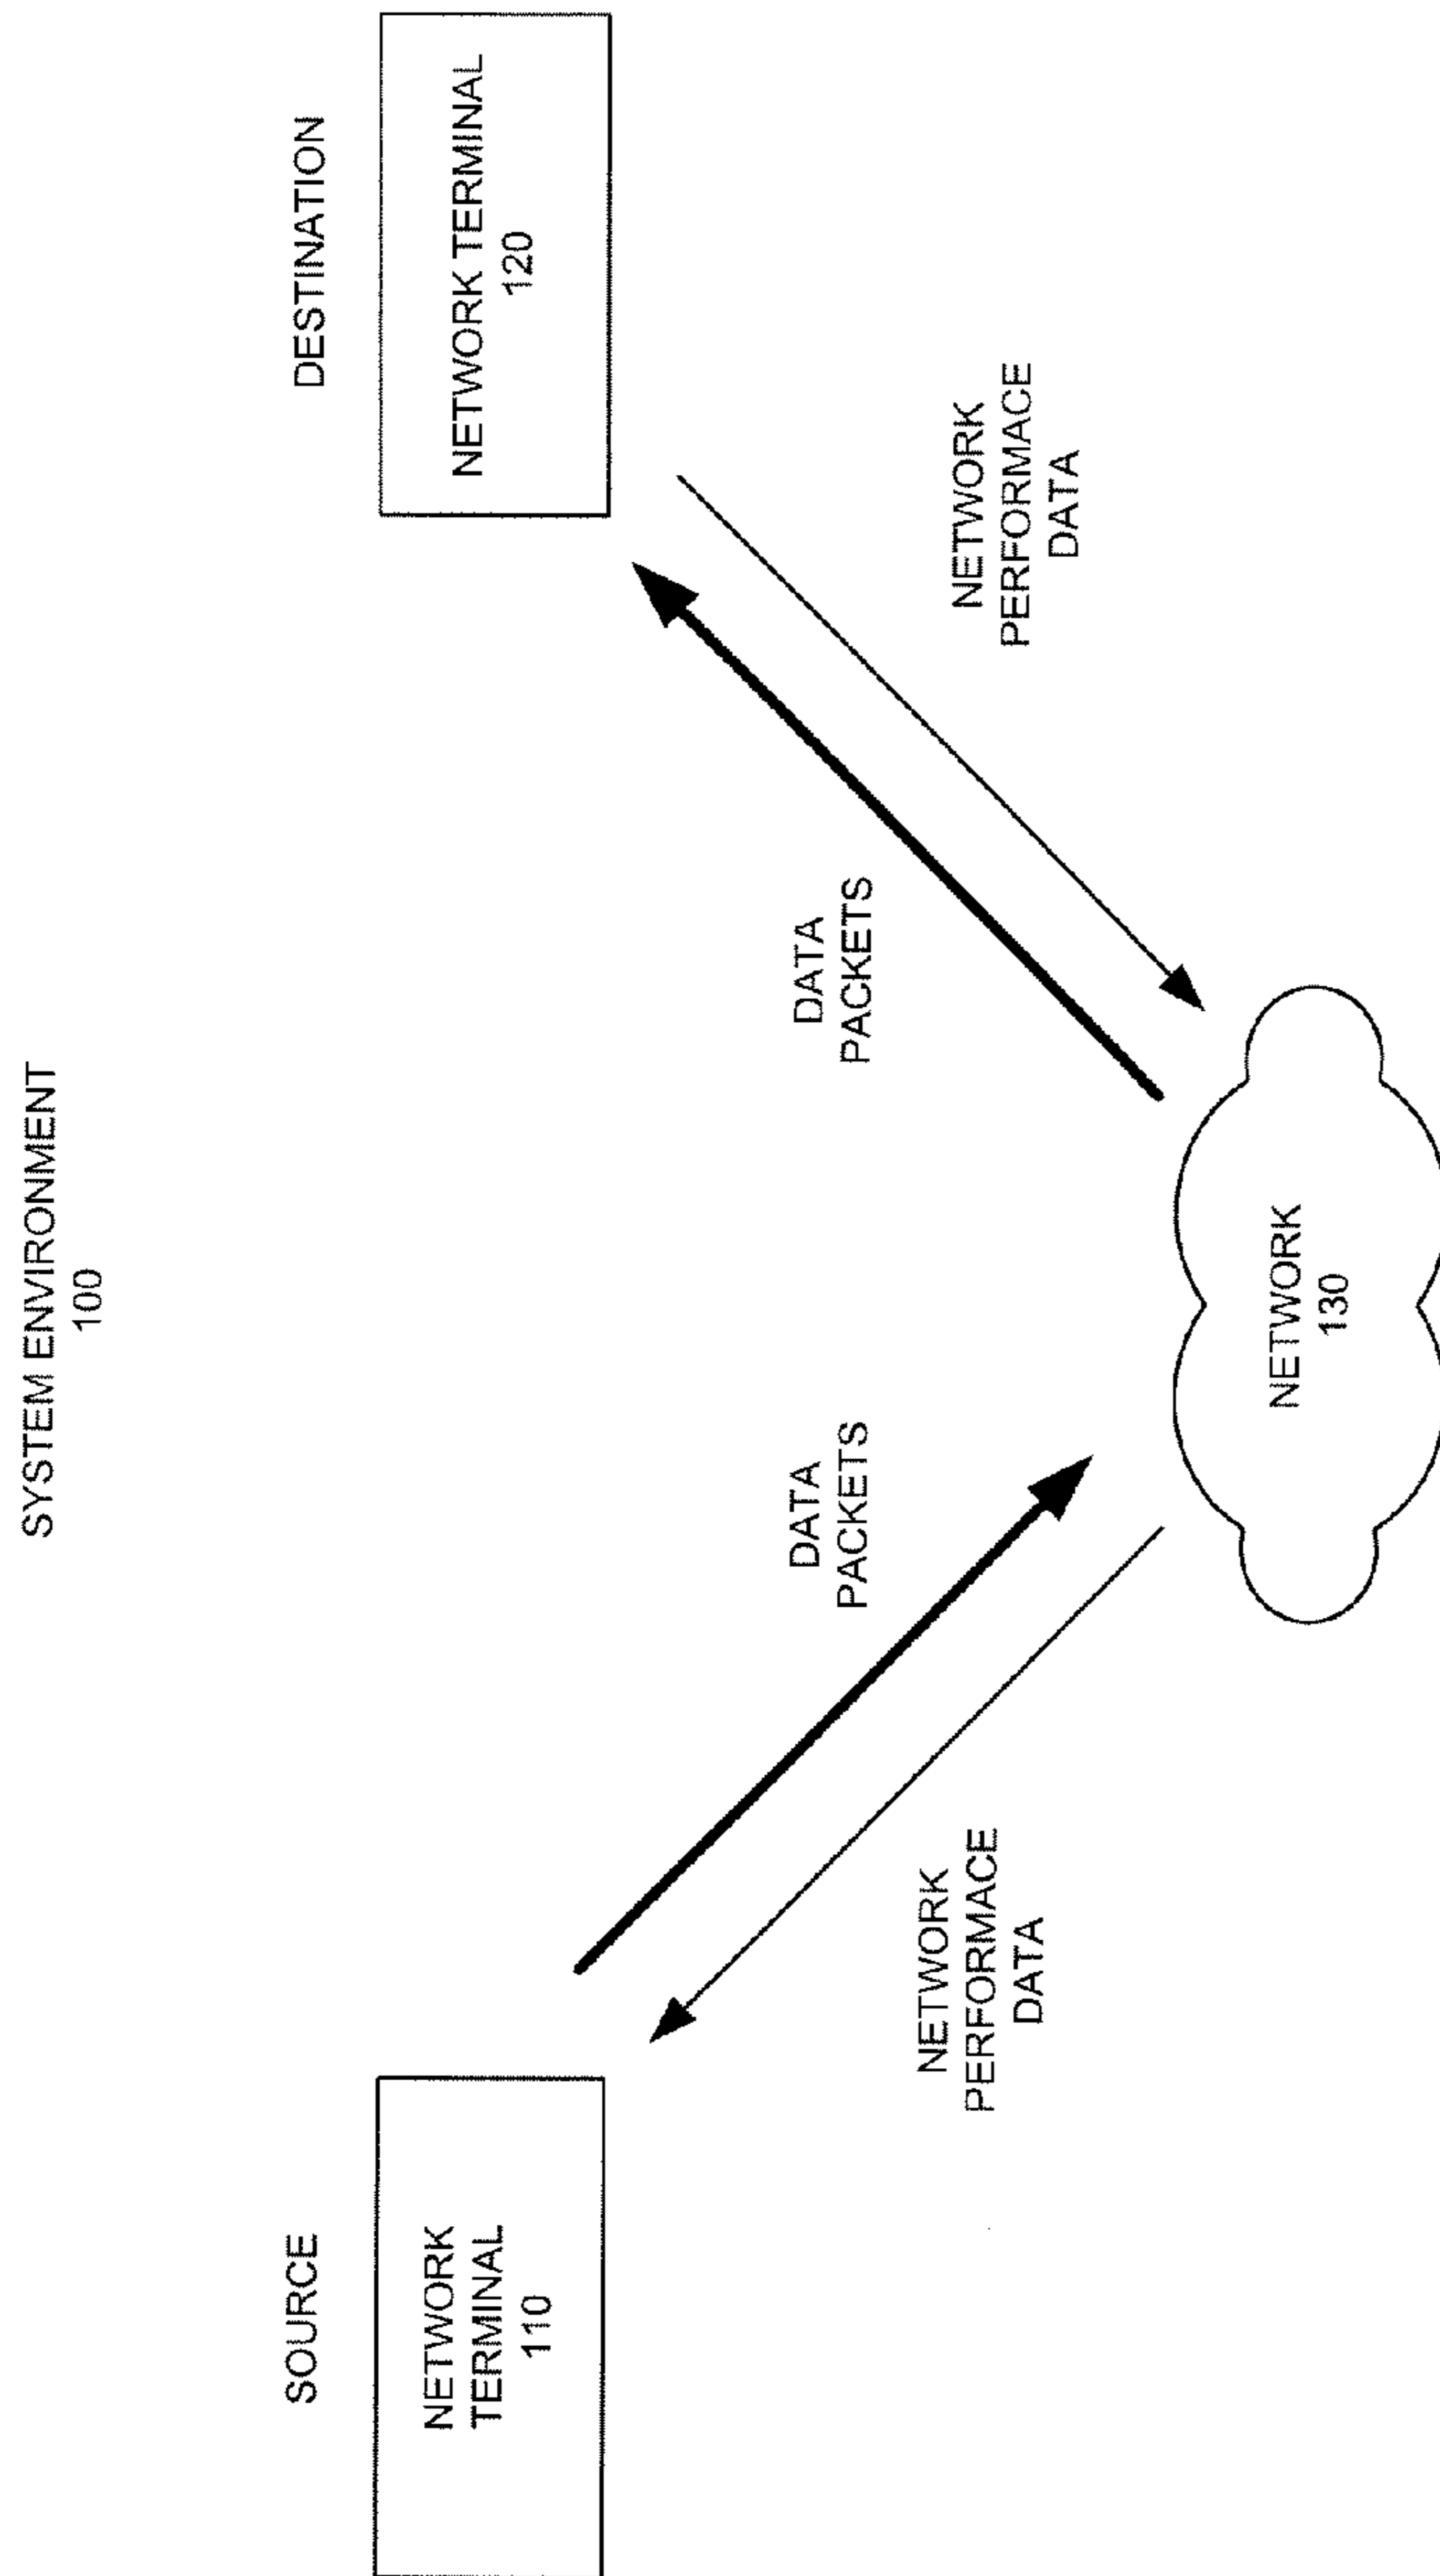 SYSTEM ENVIRONMENT
100
SOURCE
DESTINATION
NETWORK
TERMINAL
110
NETWORK TERMINAL
120
DATA
PACKETS
DATA
PACKETS
NETWORK
PERFORMACE
DATA
NETWORK
PERFORMACE
DATA
NETWORK
130